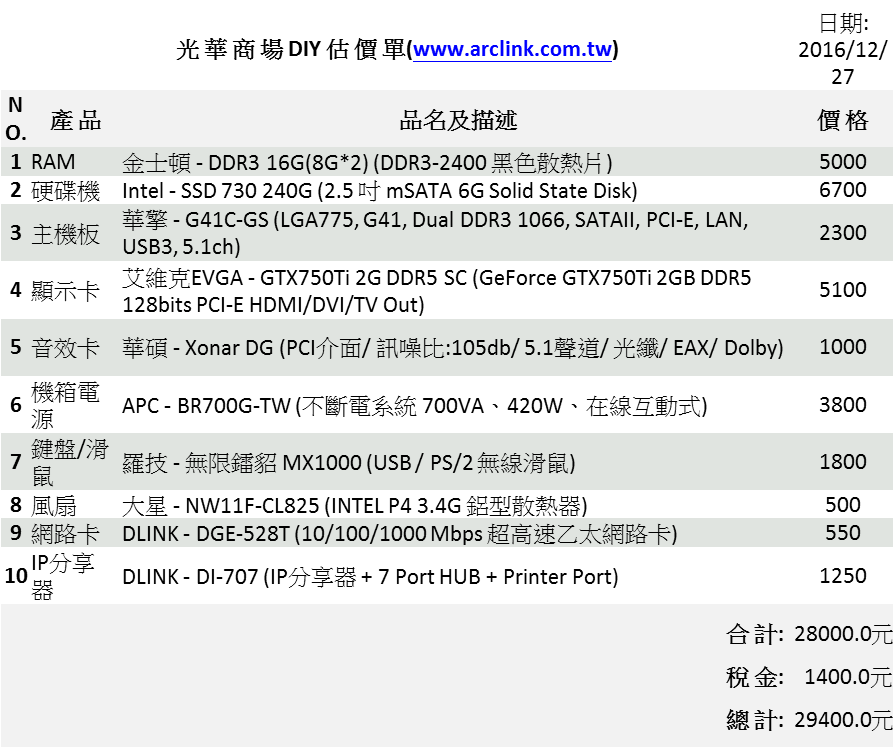 光華商場DIY估價單(www.arclink.com.tw)
日期:
2016/12/
27
N
O.
產品
品名及描述
價格
1 RAM 金士頓 - DDR3 16G(8G*2) (DDR3-2400 黑色散熱片) 5000
2 硬碟機 Intel - SSD 730 240G (2.5 吋 mSATA 6G Solid State Disk) 6700
3 主機板 華擎 - G41C-GS (LGA775, G41, Dual DDR3 1066, SATAII, PCI-E, LAN,
USB3, 5.1ch) 2300
4 顯示卡 艾維克EVGA - GTX750Ti 2G DDR5 SC (GeForce GTX750Ti 2GB DDR5
128bits PCI-E HDMI/DVI/TV Out) 5100
5 音效卡 華碩 - Xonar DG (PCI介面/ 訊噪比:105db/ 5.1聲道/ 光纖/ EAX/ Dolby) 1000
6 機箱電
源 APC - BR700G-TW (不斷電系統 700VA、420W、在線互動式) 3800
7 鍵盤/滑
鼠 羅技 - 無限鐳貂 MX1000 (USB / PS/2 無線滑鼠) 1800
8 風扇 大星 - NW11F-CL825 (INTEL P4 3.4G 鋁型散熱器) 500
9 網路卡 DLINK - DGE-528T (10/100/1000 Mbps 超高速乙太網路卡) 550
10 IP分享
器 DLINK - DI-707 (IP分享器 + 7 Port HUB + Printer Port) 1250
合計: 28000.0元
稅金: 1400.0元
總計: 29400.0元